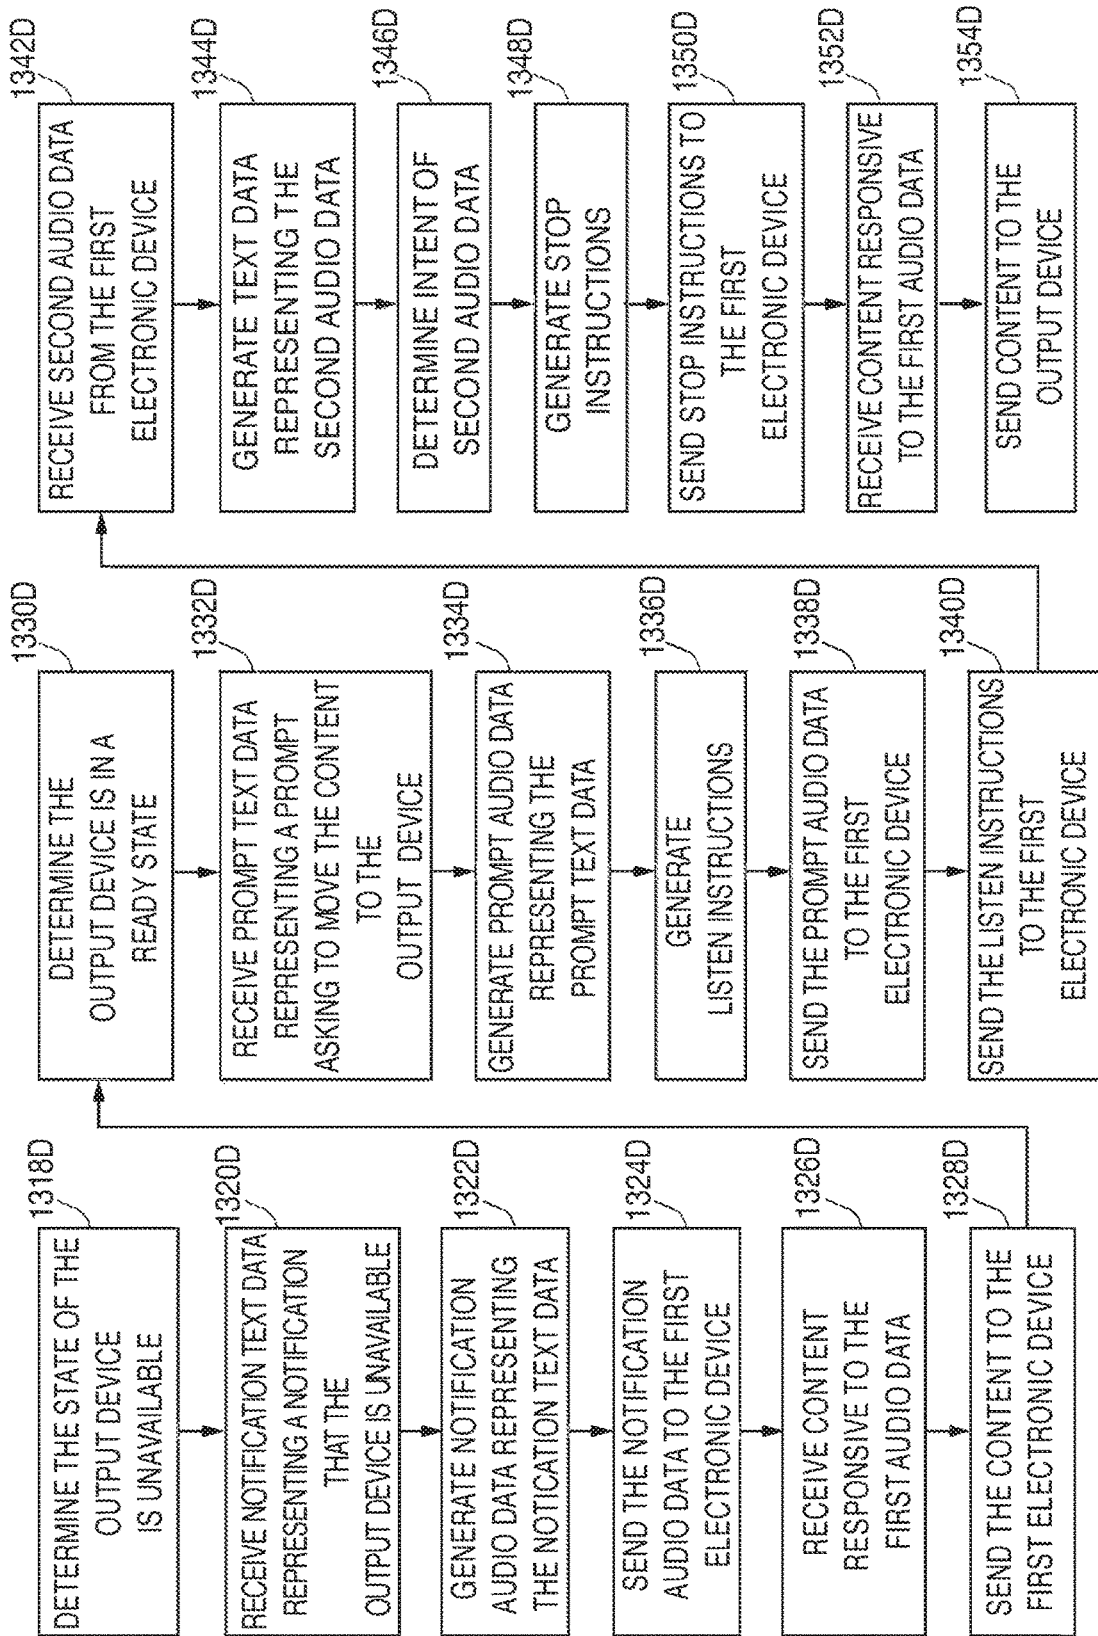 1318D
DETERMINE THE STATE OF THE
OUTPUT DEVICE
IS UNAVAILABLE
1320D
RECEIVE NOTIFICATION TEXT DATA
REPRESENTING A NOTIFICATION
THAT THE
OUTPUT DEVICE IS UNAVAILABLE
1322D
GENERATE NOTIFICATION
AUDIO DATA REPRESENTING
THE NOTICATION TEXT DATA
1324D
SEND THE NOTIFICATION
AUDIO DATA TO THE FIRST
ELECTRONIC DEVICE
1326D
RECEIVE CONTENT
RESPONSIVE TO THE
FIRST AUDIO DATA
1328D
SEND THE CONTENT TO THE
FIRST ELECTRONIC DEVICE
1330D
DETERMINE THE
OUTPUT DEVICE IS IN A
READY STATE
1332D
RECEIVE PROMPT TEXT DATA
REPRESENTING A PROMPT
ASKING TO MOVE THE CONTENT
TO THE
OUTPUT DEVICE
1334D
GENERATE PROMPT AUDIO DATA
REPRESENTING THE
PROMPT TEXT DATA
1336D
GENERATE
LISTEN INSTRUCTIONS
1338D
SEND THE PROMPT AUDIO DATA
TO THE FIRST
ELECTRONIC DEVICE
1340D
SEND THE LISTEN INSTRUCTIONS
TO THE FIRST
ELECTRONIC DEVICE
1342D
RECEIVE SECOND AUDIO DATA
FROM THE FIRST
ELECTRONIC DEVICE
1344D
GENERATE TEXT DATA
REPRESENTING THE
SECOND AUDIO DATA
1346D
DETERMINE INTENT OF
SECOND AUDIO DATA
1348D
GENERATE STOP
INSTRUCTIONS
1350D
SEND STOP INSTRUCTIONS TO
THE FIRST
ELECTRONIC DEVICE
1352D
RECEIVE CONTENT RESPONSIVE
TO THE FIRST AUDIO DATA
1354D
SEND CONTENT TO THE
OUTPUT DEVICE